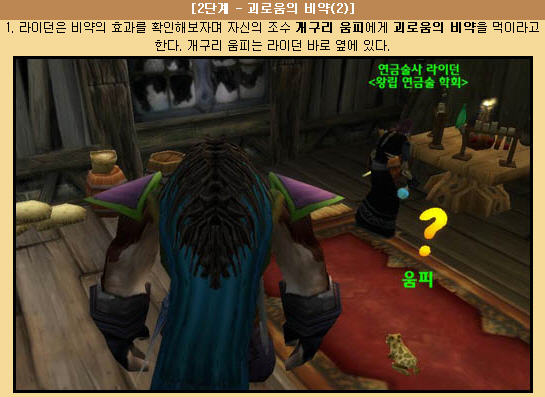 [2단계 - 괴로움의 비약(2)]
1. 라이던은 비약의 효과를 확인해보자며 자신의 조수 개구리 움피에게 괴로움의 비약을 먹이라고
한다. 개구리 움피는 라이던 바로 옆에 있다.
연금술사 라이던
<왕립 연금술 학회>
?
움피